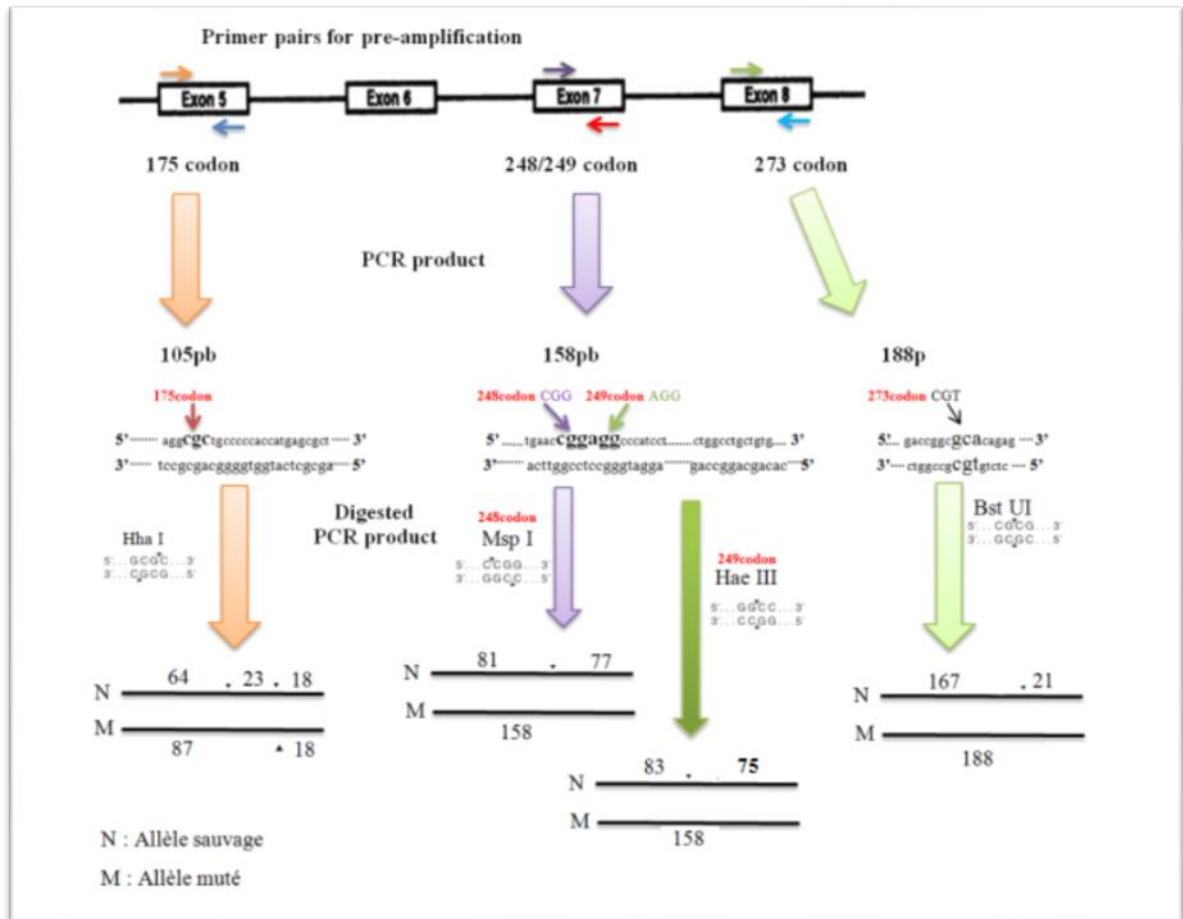 Primer pairs for pre-amplification
Exon 5 Exon 6 Exon 7 Exon 8
175 codon 248/249 codon 273 codon
PCR product
105pb 158pb 188p
175codon 248codon CGG 249codon AGG 273codon CGT
5'······ aggcgctgcccccaccatgagcgct···· 3' 5'......tgaaccggaggcccatcct........ctggcctgctgtg.... 3' 5'.... gaccggcgcacagag ··· 3'
3'··· tccgcgacggggtggtactcgcga·····5' 3'·········acttggcctccgggtagga gaccggacgacac···5' 3'···ctggccgcgtgtctc ··· 5'
Digested
PCR product
Hha I
5'...GCGC...3'
3'...CGCG...5'
248codon
Msp I
5'...CCGG...3'
3'...GGCC...5'
249codon
Hae III
5'...GGCC...3'
3'...CCGG...5'
Bst UI
5'...CGCG...3'
3'...GCGC...5'
N 64 . 23 . 18
M 87 18
N 81 . 77
M 158
N 83 . 75
M 158
N 167 . 21
M 188
N : Allèle sauvage
M : Allèle muté